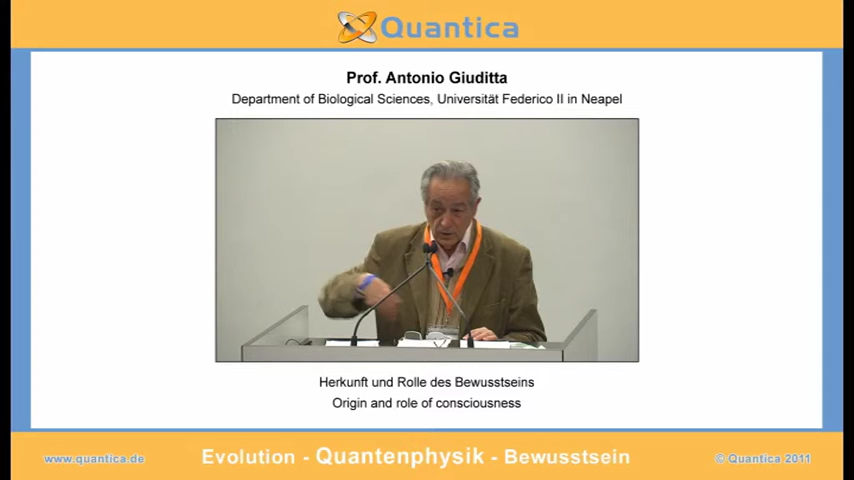 Quantica
Prof. Antonio Giuditta
Department of Biological Sciences, Universität Federico II in Neapel
Herkunft und Rolle des Bewusstseins
Origin and role of consciousness
www.quantica.de
Evolution - Quantenphysik - Bewusstsein
© Quantica 2011